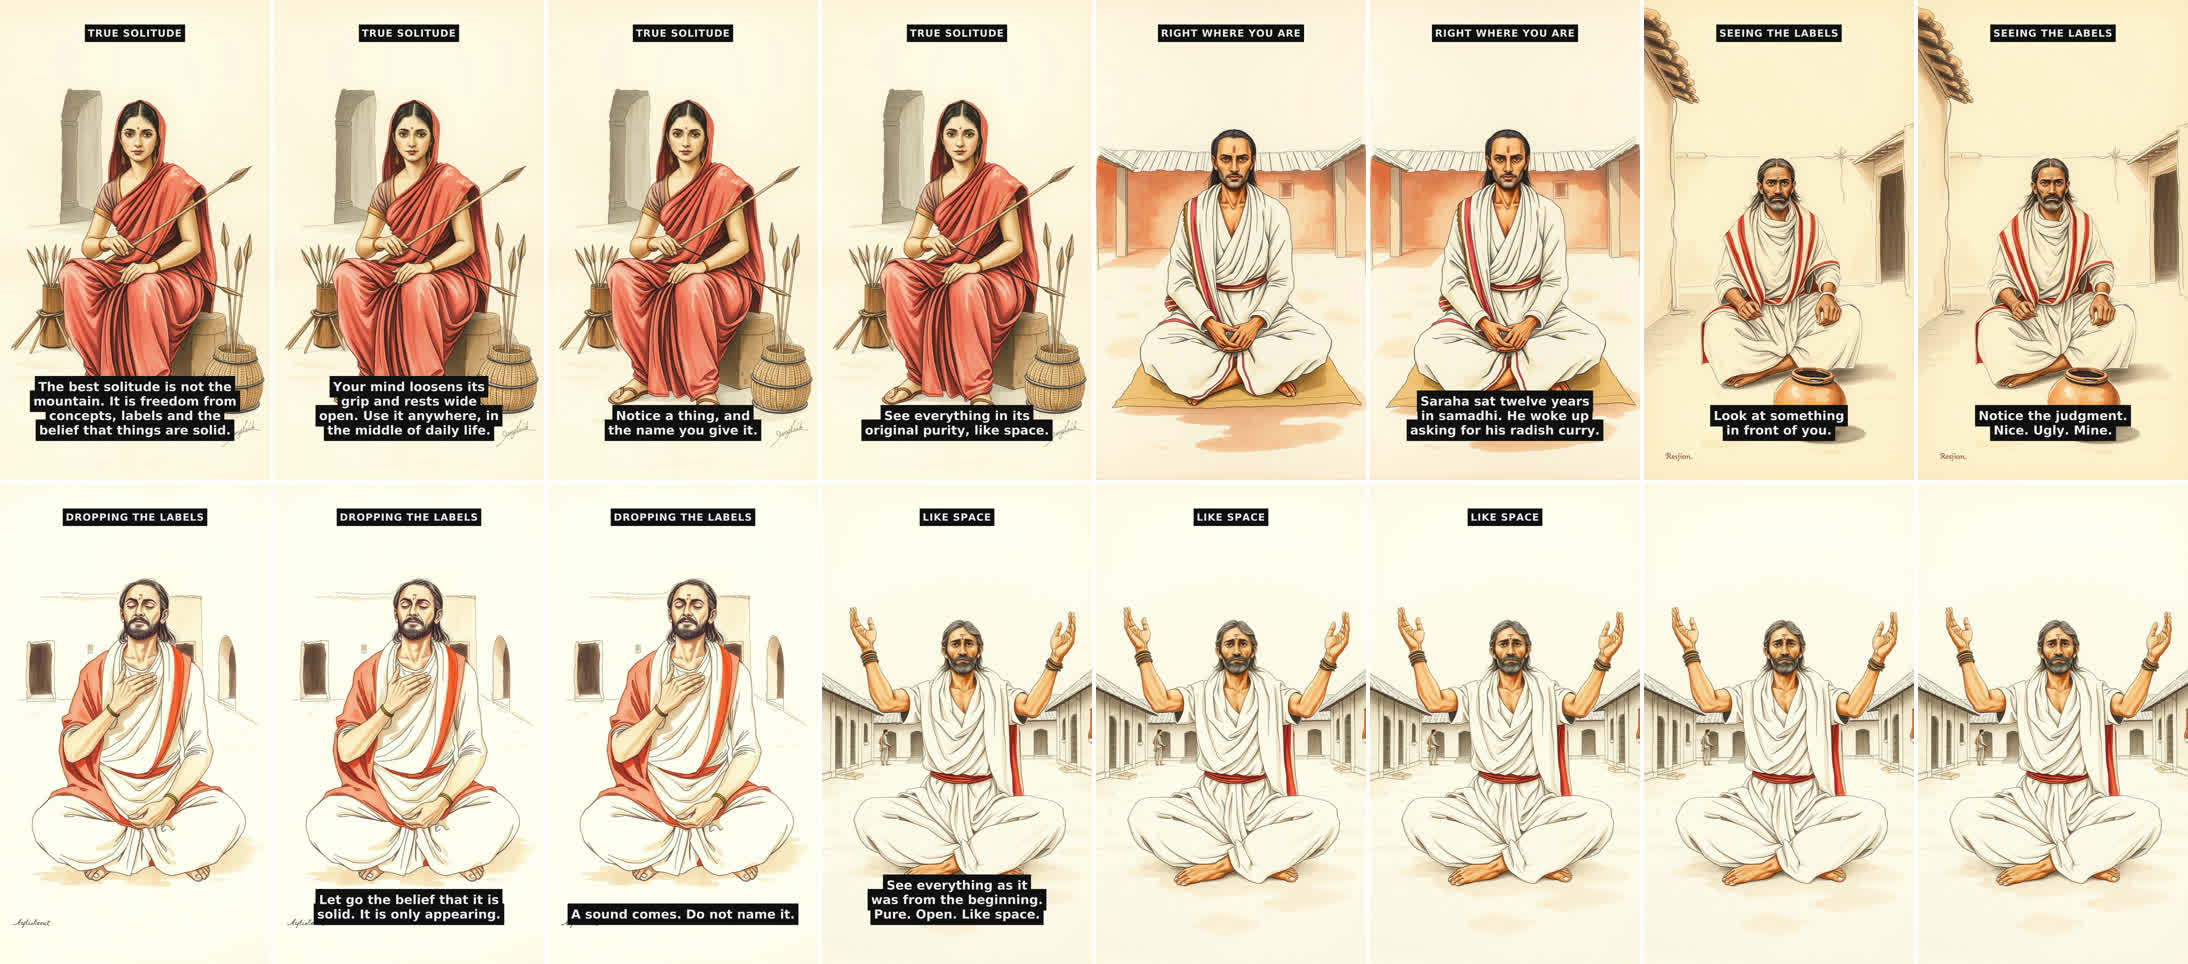 TRUE SOLITUDE
The best solitude is not the
mountain. It is freedom from
concepts, labels and the
belief that things are solid.
TRUE SOLITUDE
Your mind loosens its
grip and rests wide
open. Use it anywhere, in
the middle of daily life.
TRUE SOLITUDE
Notice a thing, and
the name you give it.
TRUE SOLITUDE
See everything in its
original purity, like space.
RIGHT WHERE YOU ARE
RIGHT WHERE YOU ARE
Saraha sat twelve years
in samadhi. He woke up
asking for his radish curry.
SEEING THE LABELS
Look at something
in front of you.
SEEING THE LABELS
Notice the judgment.
Nice. Ugly. Mine.
DROPPING THE LABELS
DROPPING THE LABELS
Let go the belief that it is
solid. It is only appearing.
DROPPING THE LABELS
A sound comes. Do not name it.
LIKE SPACE
See everything as it
was from the beginning.
Pure. Open. Like space.
LIKE SPACE
LIKE SPACE